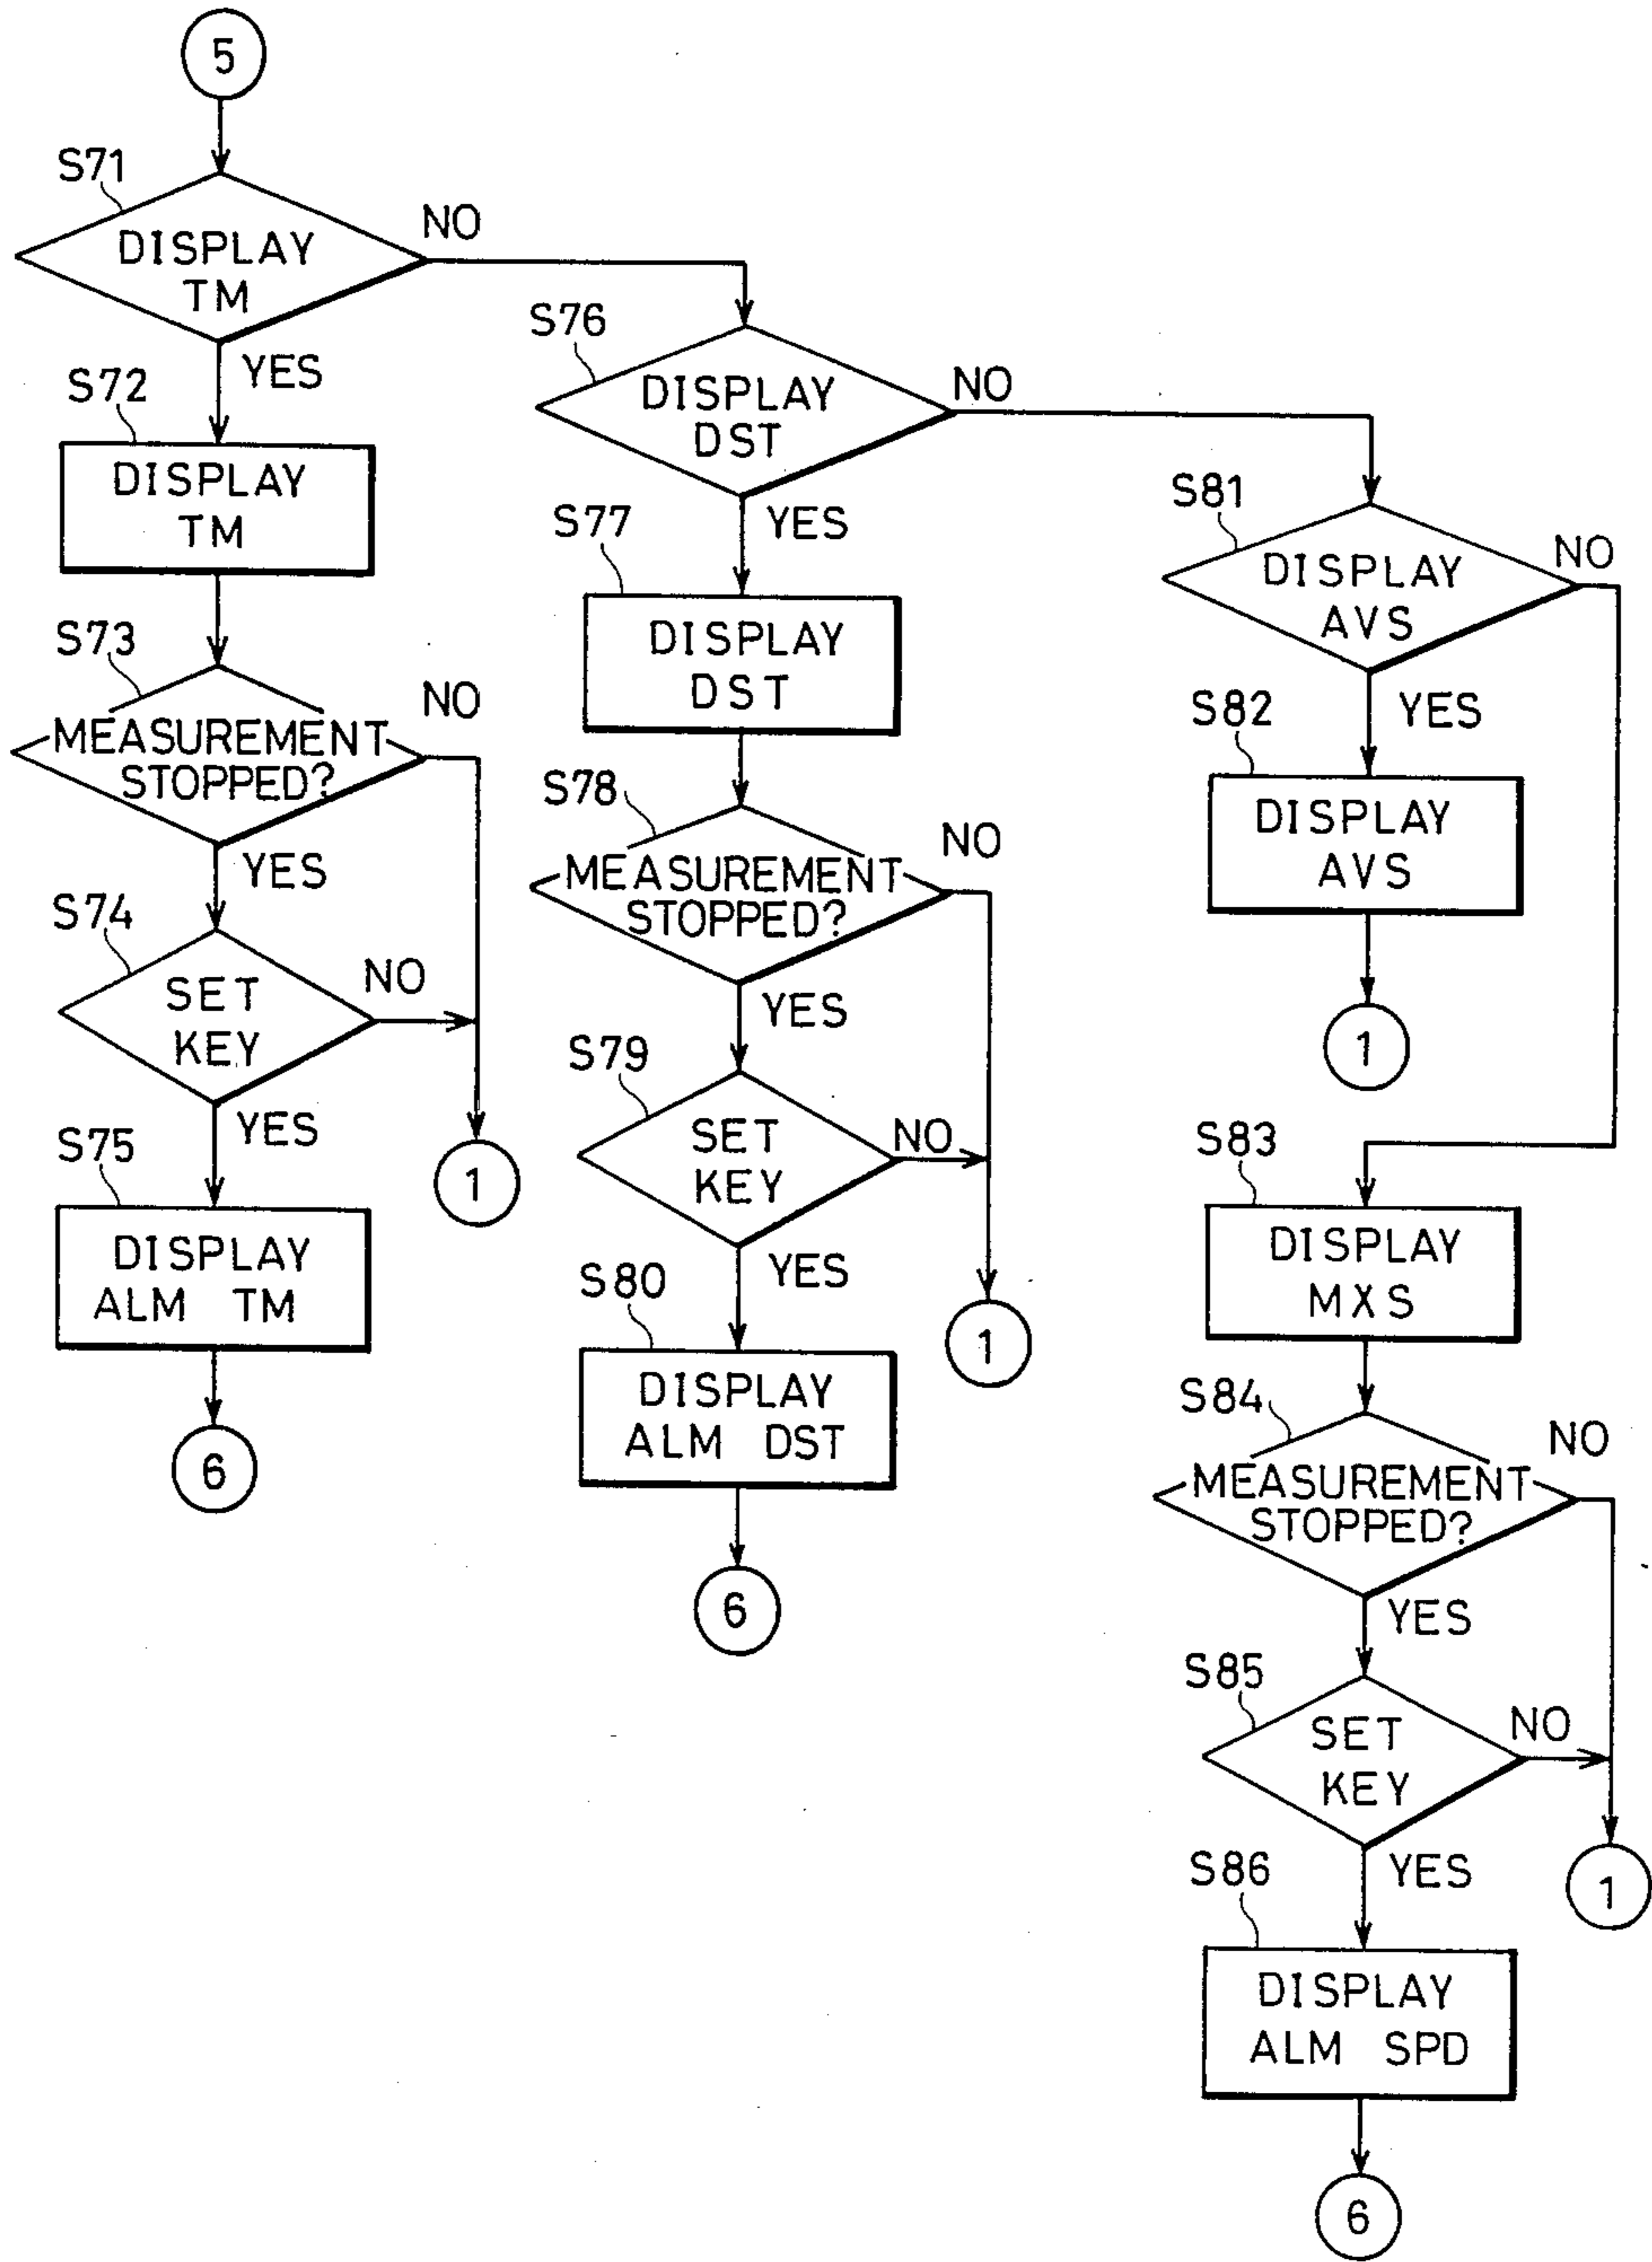 5
S71
DISPLAY
TM
NO
YES
S72
DISPLAY
TM
S73
MEASUREMENT
STOPPED?
NO
YES
S74
SET
KEY
NO
YES
1
S75
DISPLAY
ALM TM
6
S76
DISPLAY
DST
NO
YES
S77
DISPLAY
DST
S78
MEASUREMENT
STOPPED?
NO
YES
S79
SET
KEY
NO
YES
1
S80
DISPLAY
ALM DST
6
S81
DISPLAY
AVS
NO
YES
S82
DISPLAY
AVS
1
S83
DISPLAY
MXS
S84
MEASUREMENT
STOPPED?
NO
YES
S85
SET
KEY
NO
YES
1
S86
DISPLAY
ALM SPD
6